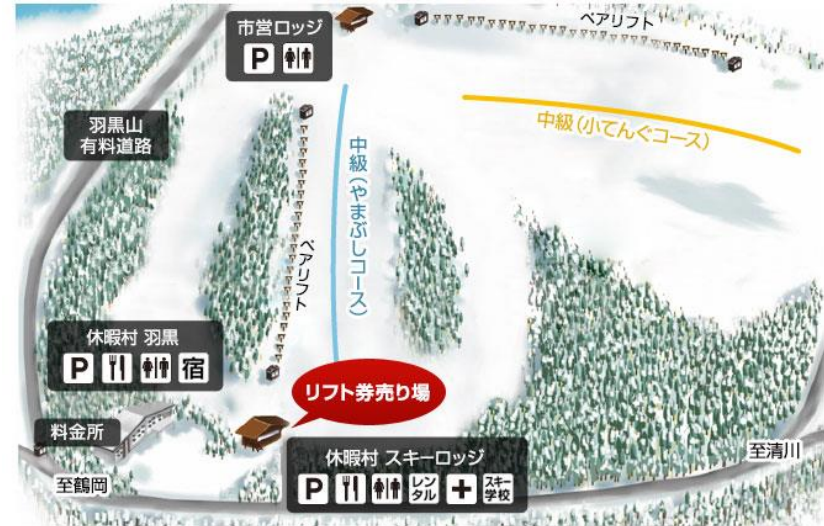 市営ロッジ
P
ペアリフト
羽黒山
有料道路
中級(小てんぐコース)
中級(やまぶしコース)
ペアリフト
休暇村 羽黒
P 宿
リフト券売り場
料金所
休暇村 スキーロッジ
P レン
タル スキー
学校
至清川
至鶴岡